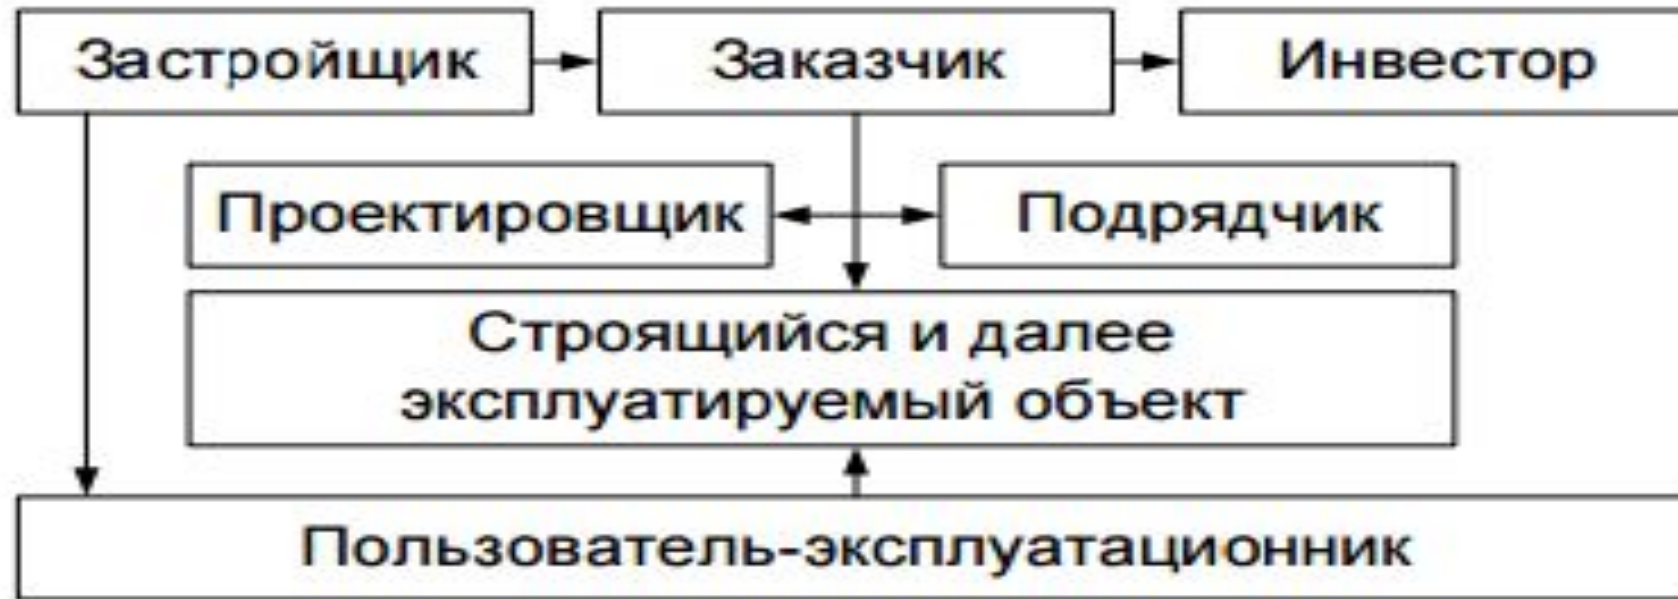 Застройщик
Заказчик
Инвестор
Проектировщик
Подрядчик
Строящийся и далее
эксплуатируемый объект
Пользователь-эксплуатационник